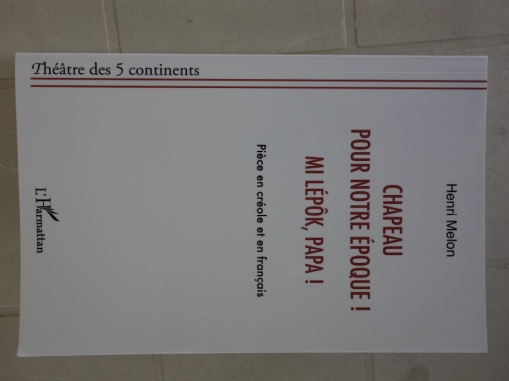 Théâtre des 5 continents
Henri Melon
CHAPEAU
POUR NOTRE ÉPOQUE !
MI LÉPÔK, PAPA !
Pièce en créole et en français
L'Harmattan